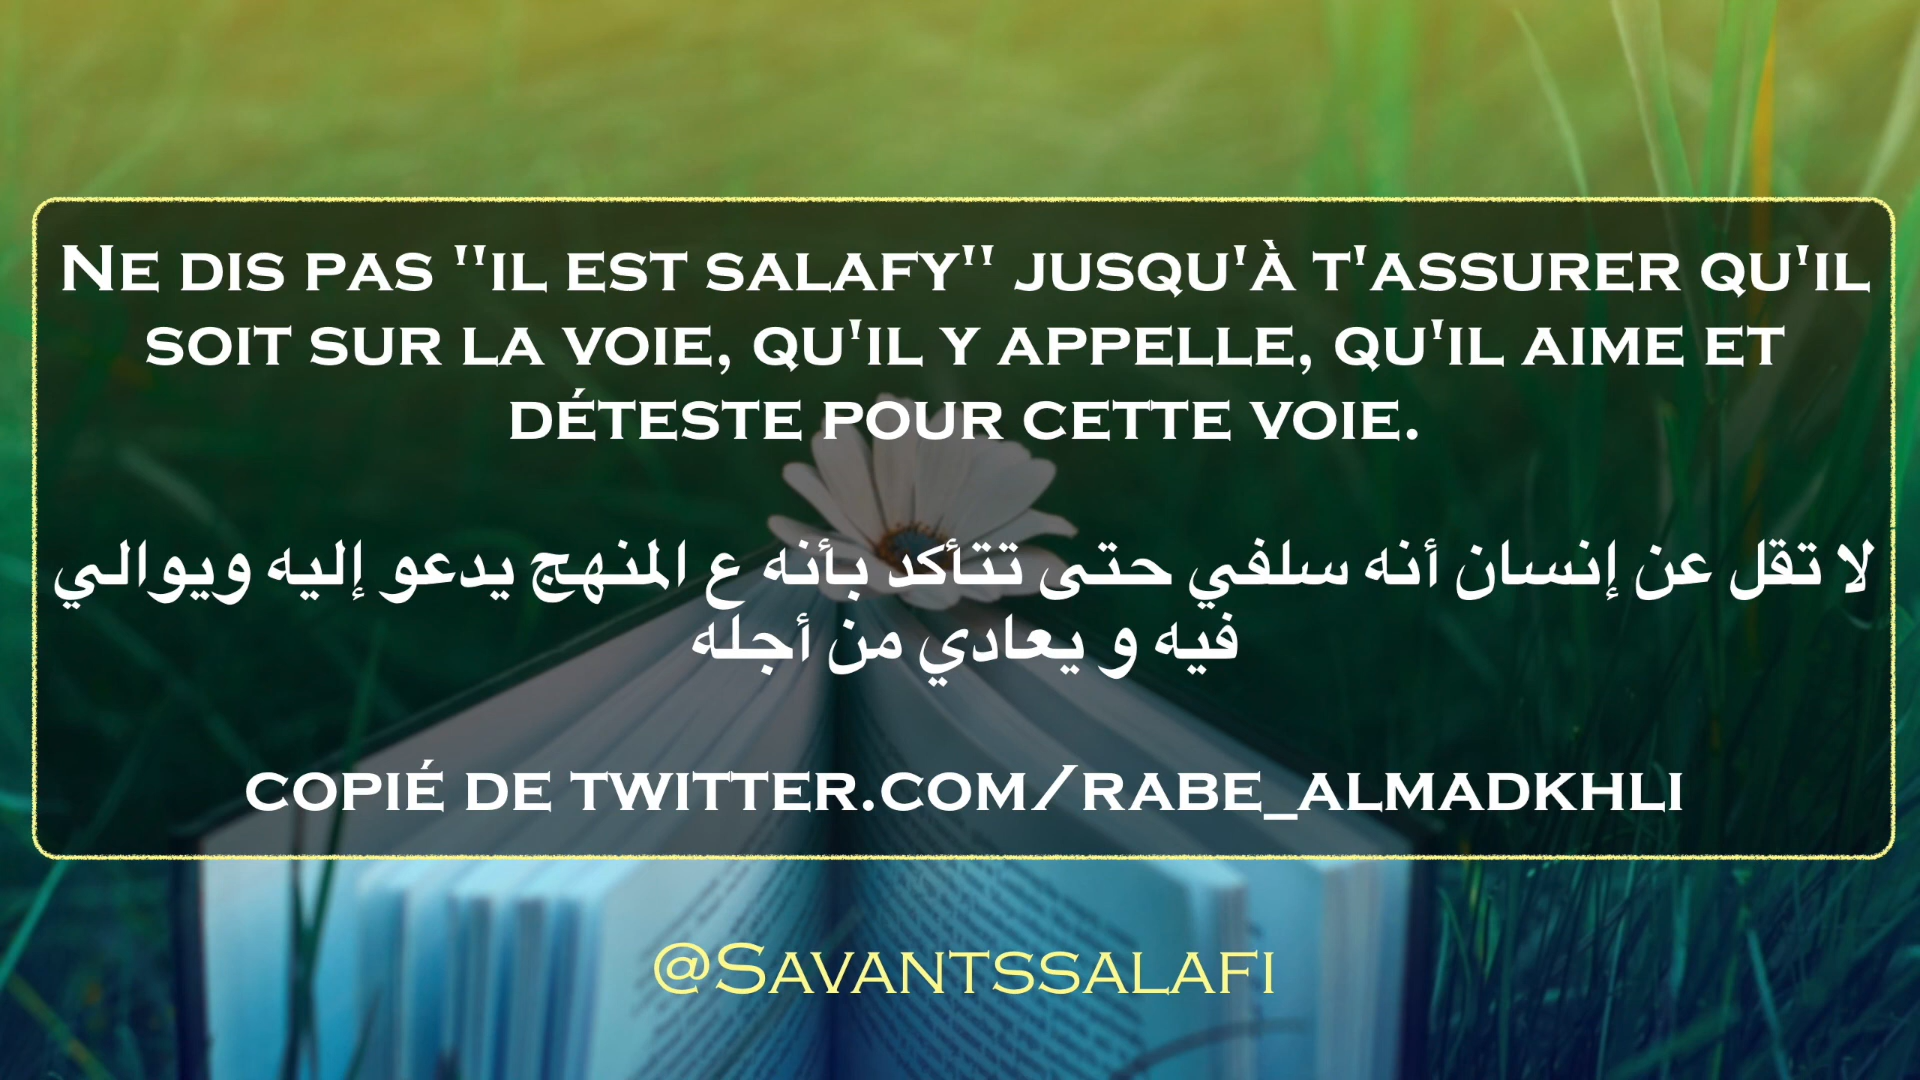 Ne dis pas "il est salafy" jusqu'à t'assurer qu'il
soit sur la voie, qu'il y appelle, qu'il aime et
déteste pour cette voie.
لا تقل عن إنسان أنه سلفي حتى تتأكد بأنه ع المنهج يدعو إليه ويوالي
فيه و يعادي من أجله
copié de twitter.com/rabe_almadkhli
@Savantssalafi